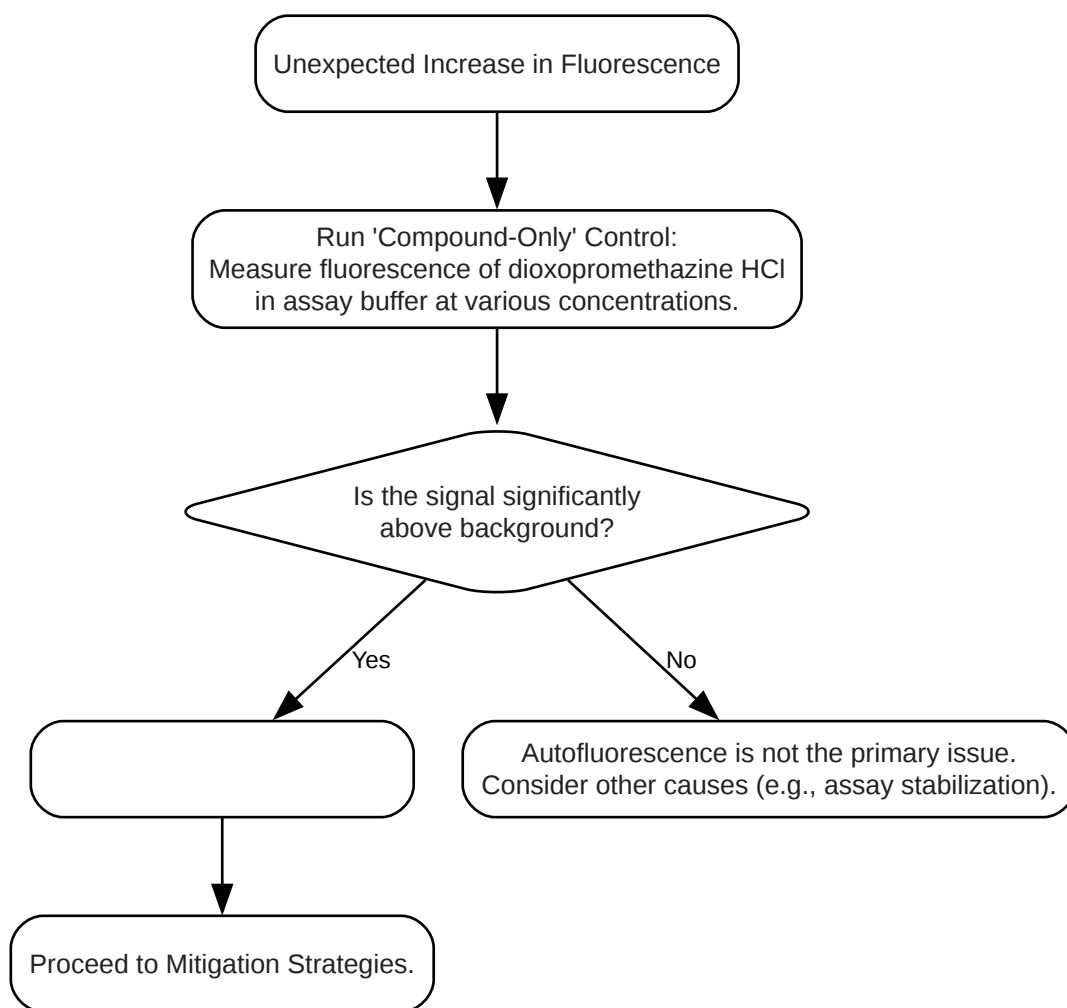 Unexpected Increase in Fluorescence
Run 'Compound-Only' Control:
Measure fluorescence of dioxopromethazine HCl
in assay buffer at various concentrations.
Is the signal significantly
above background?
Yes
No
Autofluorescence is not the primary issue.
Consider other causes (e.g., assay stabilization).
Proceed to Mitigation Strategies.